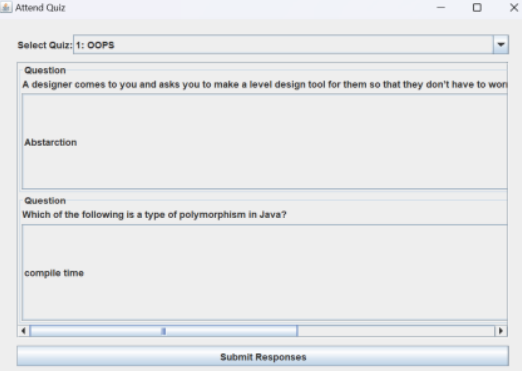 Attend Quiz
Select Quiz: 1: OOPS
Question
A designer comes to you and asks you to make a level design tool for them so that they don't have to wor
Abstarction
Question
Which of the following is a type of polymorphism in Java?
compile time
Submit Responses